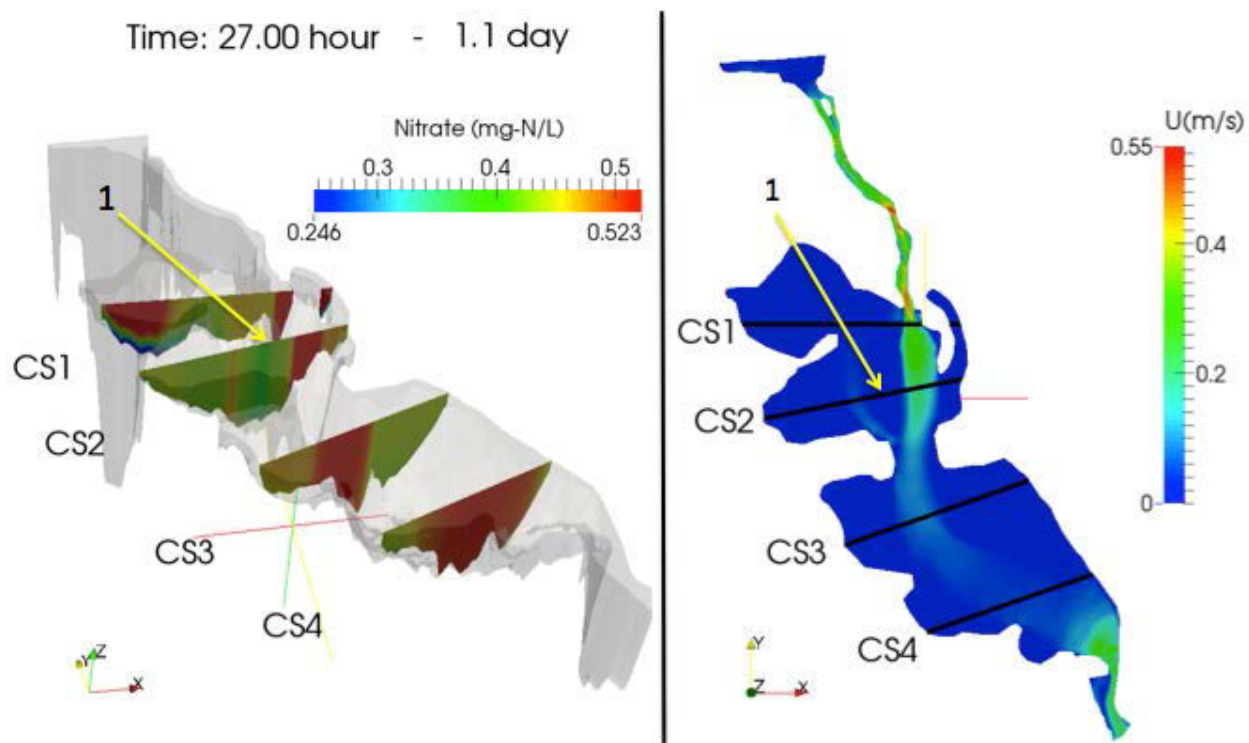 Time: 27.00 hour - 1.1 day
Nitrate (mg-N/L)
0.3 0.4 0.5
0.246 0.523
1
CS1
CS2
CS3
CS4
Y Z X
U(m/s)
0.55
0.4
0.2
0
1
CS1
CS2
CS3
CS4
Y
Z X